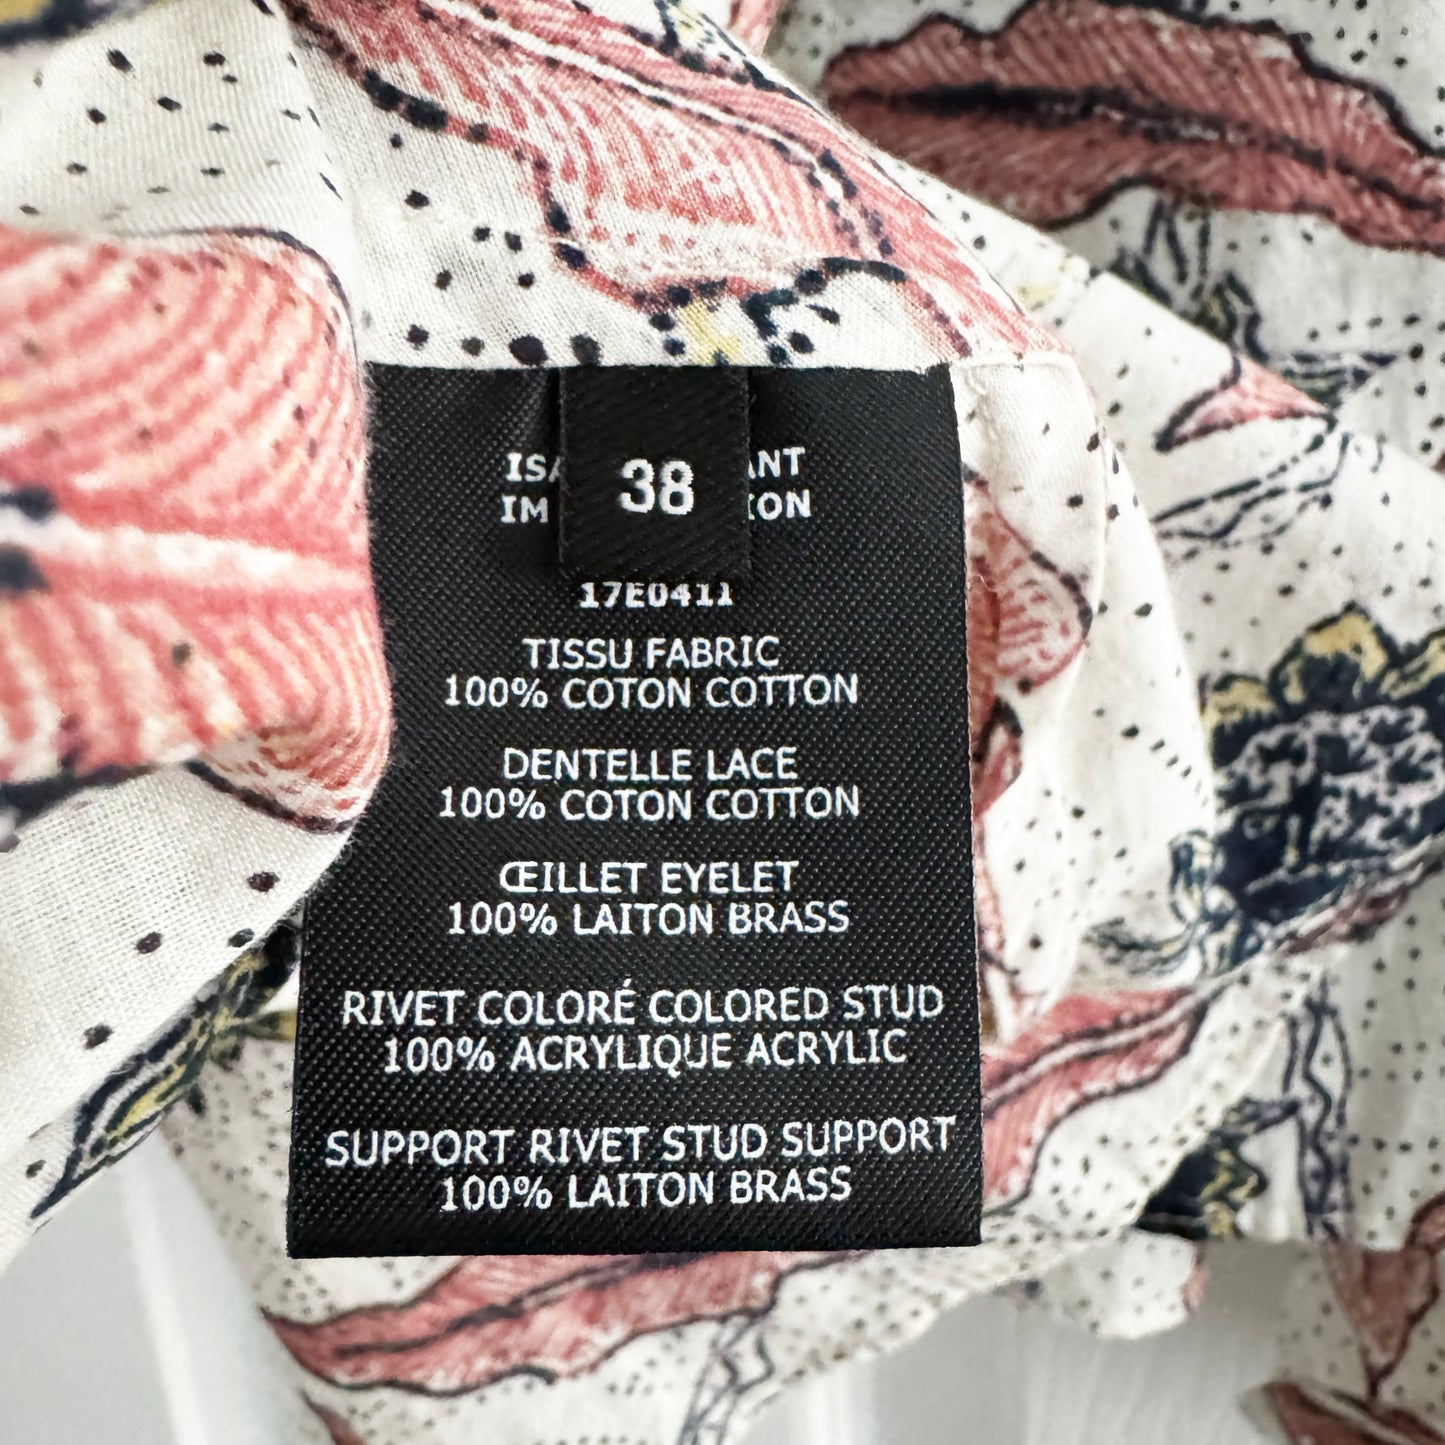 38
17E0411
TISSU FABRIC
100% COTON COTTON
DENTELLE LACE
100% COTON COTTON
ŒILLET EYELET
100% LAITON BRASS
RIVET COLORÉ COLORED STUD
100% ACRYLIQUE ACRYLIC
SUPPORT RIVET STUD SUPPORT
100% LAITON BRASS